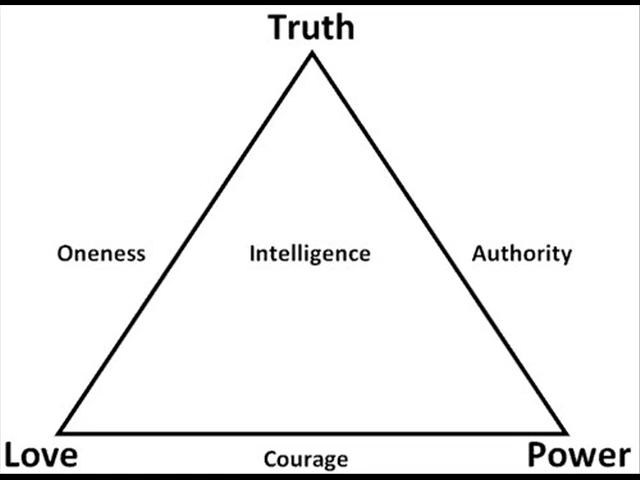 Truth
Oneness
Intelligence
Authority
Love
Courage
Power